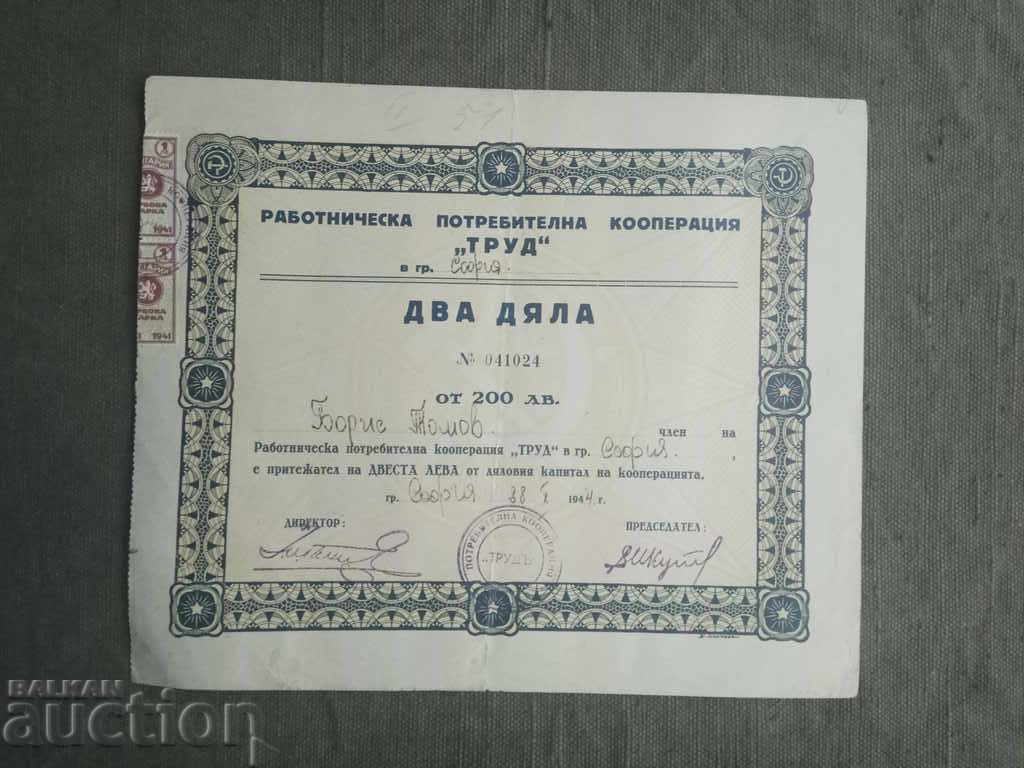 РАБОТНИЧЕСКА ПОТРЕБИТЕЛНА КООПЕРАЦИЯ
„ТРУД“
в гр. София.
ДВА ДЯЛА
№ 041024
от 200 лв.
Борис Томов член на
Работническа потребителна кооперация „ТРУД“ в гр. София.,
е притежател на ДВЕСТА ЛЕВА от дяловия капитал на кооперацията,
гр. София 1944 г.
ДИРЕКТОР: ПРЕДСЕДАТЕЛ:
ПОТРЕБИТЕЛНА КООПЕРАЦИЯ
„ТРУДЪ“
1
1941
1941
BALKAN
auction